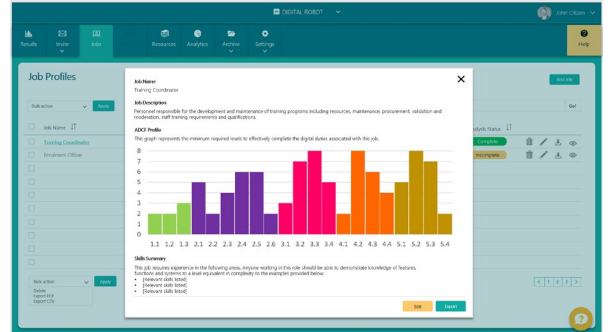 DIGITAL ROBOT
John Citizen
Results
Invite
Jobs
Resources
Analytics
Archive
Settings
Help
Job Profiles
Add Job
Bulk action
Apply
Go!
Job Name
Status
Training Coordinator
Complete
Enrolment Officer
Incomplete
Job Name
Training Coordinator
Job Description
Personnel responsible for the development and maintenance of training programs including resources, maintenance, procurement, validation and
moderation, staff training requirements and qualifications.
ADCF Profile
This graph represents the minimum required levels to effectively complete the digital duties associated with this job.
8
7
6
5
4
3
2
1
0
1.1 1.2 1.3 2.1 2.2 2.3 2.4 2.5 2.6 3.1 3.2 3.3 3.4 4.1 4.2 4.3 4.4 5.1 5.2 5.3 5.4
Skills Summary
This job requires experience in the following areas. Anyone working in this role should be able to demonstrate knowledge of features,
functions and systems to a level equivalent in complexity to the examples provided below.
• [Relevant skills listed]
• [Relevant skills listed]
• [Relevant skills listed]
Edit
Export
Bulk action
Apply
Delete
Export PDF
Export CSV
< 1 2 3 >
?